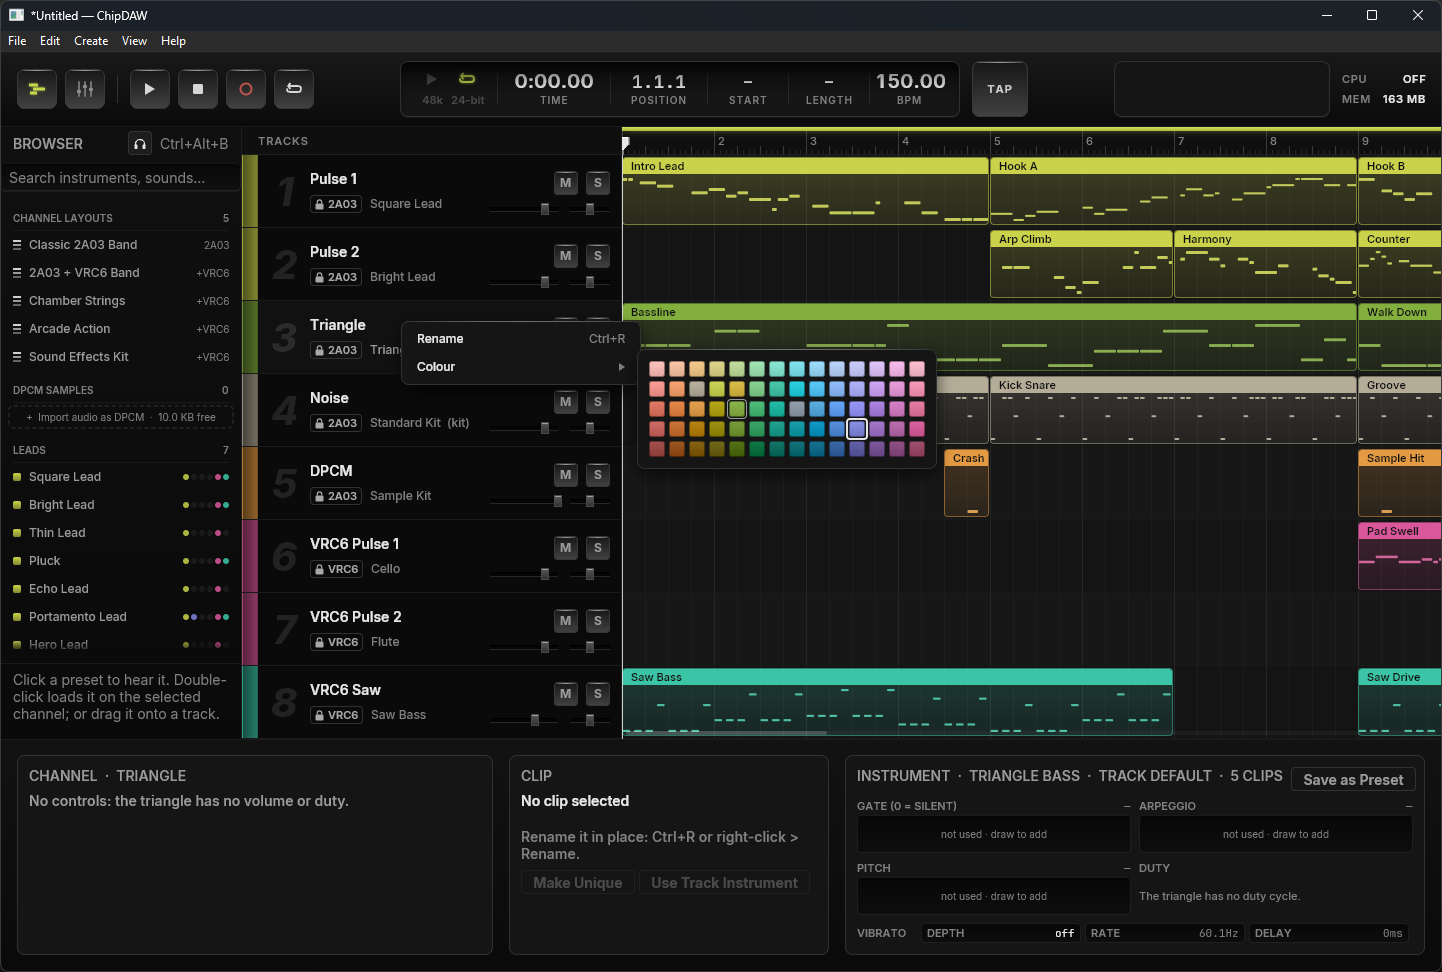 *Untitled — ChipDAW
File Edit Create View Help
48k 24-bit
0:00.00
TIME
1.1.1
POSITION
–
START
–
LENGTH
150.00
BPM
TAP
CPU OFF
MEM 163 MB
BROWSER Ctrl+Alt+B
Search instruments, sounds...
CHANNEL LAYOUTS 5
Classic 2A03 Band 2A03
2A03 + VRC6 Band +VRC6
Chamber Strings +VRC6
Arcade Action +VRC6
Sound Effects Kit +VRC6
DPCM SAMPLES 0
+ Import audio as DPCM · 10.0 KB free
LEADS 7
Square Lead
Bright Lead
Thin Lead
Pluck
Echo Lead
Portamento Lead
Hero Lead
Click a preset to hear it. Double-
click loads it on the selected
channel; or drag it onto a track.
TRACKS
1 Pulse 1 M S
2A03 Square Lead
2 Pulse 2 M S
2A03 Bright Lead
3 Triangle
2A03
4 Noise M S
2A03 Standard Kit (kit)
5 DPCM M S
2A03 Sample Kit
6 VRC6 Pulse 1 M S
VRC6 Cello
7 VRC6 Pulse 2 M S
VRC6 Flute
8 VRC6 Saw M S
VRC6 Saw Bass
Rename Ctrl+R
Colour
2 3 4 5 6 7 8 9
Intro Lead Hook A Hook B
Arp Climb Harmony Counter
Bassline Walk Down
Kick Snare Groove
Crash Sample Hit
Pad Swell
Saw Bass Saw Drive
CHANNEL · TRIANGLE
No controls: the triangle has no volume or duty.
CLIP
No clip selected
Rename it in place: Ctrl+R or right-click >
Rename.
Make Unique Use Track Instrument
INSTRUMENT · TRIANGLE BASS · TRACK DEFAULT · 5 CLIPS Save as Preset
GATE (0 = SILENT) – ARPEGGIO –
not used · draw to add not used · draw to add
PITCH – DUTY
not used · draw to add The triangle has no duty cycle.
VIBRATO DEPTH off RATE 60.1Hz DELAY 0ms